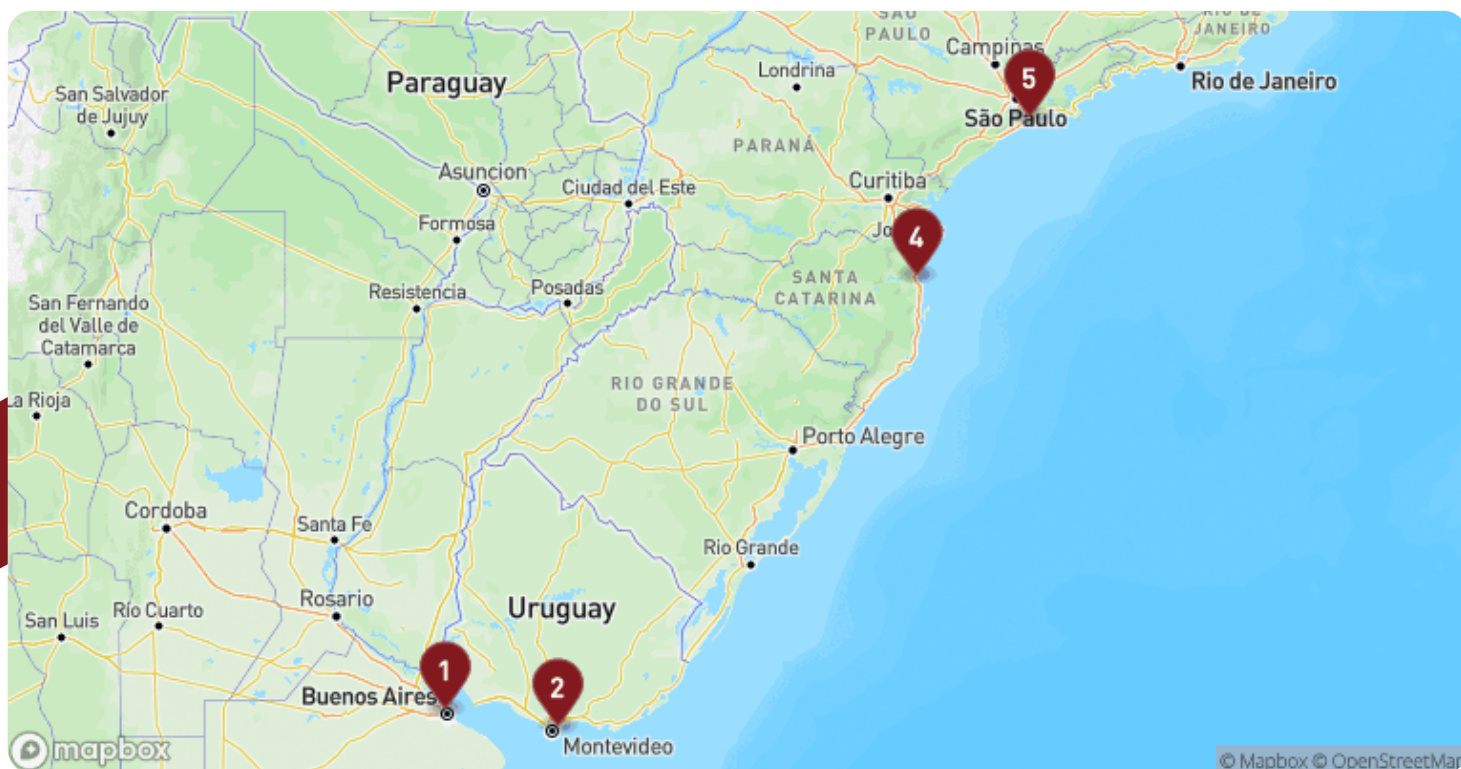 SÃO
PAULO
RIO DE
JANEIRO
Campinas
5
Rio de Janeiro
São Paulo
Londrina
Paraguay
San Salvador
de Jujuy
PARANÁ
Asuncion
Ciudad del Este
Curitiba
Formosa
4
Jo
SANTA
CATARINA
Resistencia
Posadas
San Fernando
del Valle de
Catamarca
La Rioja
RIO GRANDE
DO SUL
Porto Alegre
Cordoba
Santa Fe
Rio Grande
Rosario
Río Cuarto
San Luis
Uruguay
1
2
Buenos Aires
Montevideo
mapbox
© Mapbox © OpenStreetMap